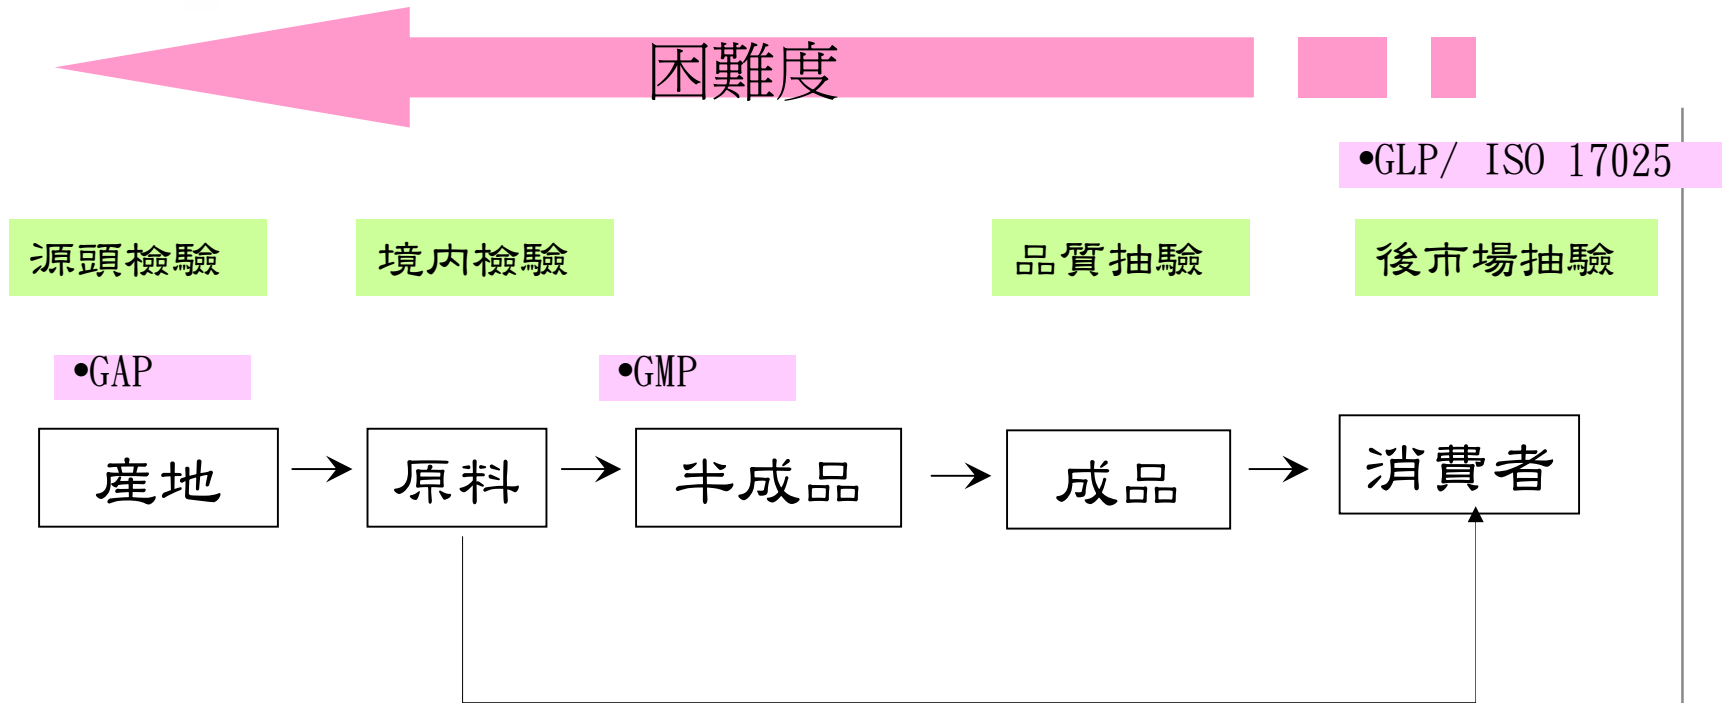 困難度
•GLP/ ISO 17025
源頭檢驗
境內檢驗
品質抽驗
後市場抽驗
•GAP
•GMP
產地
原料
半成品
成品
消費者